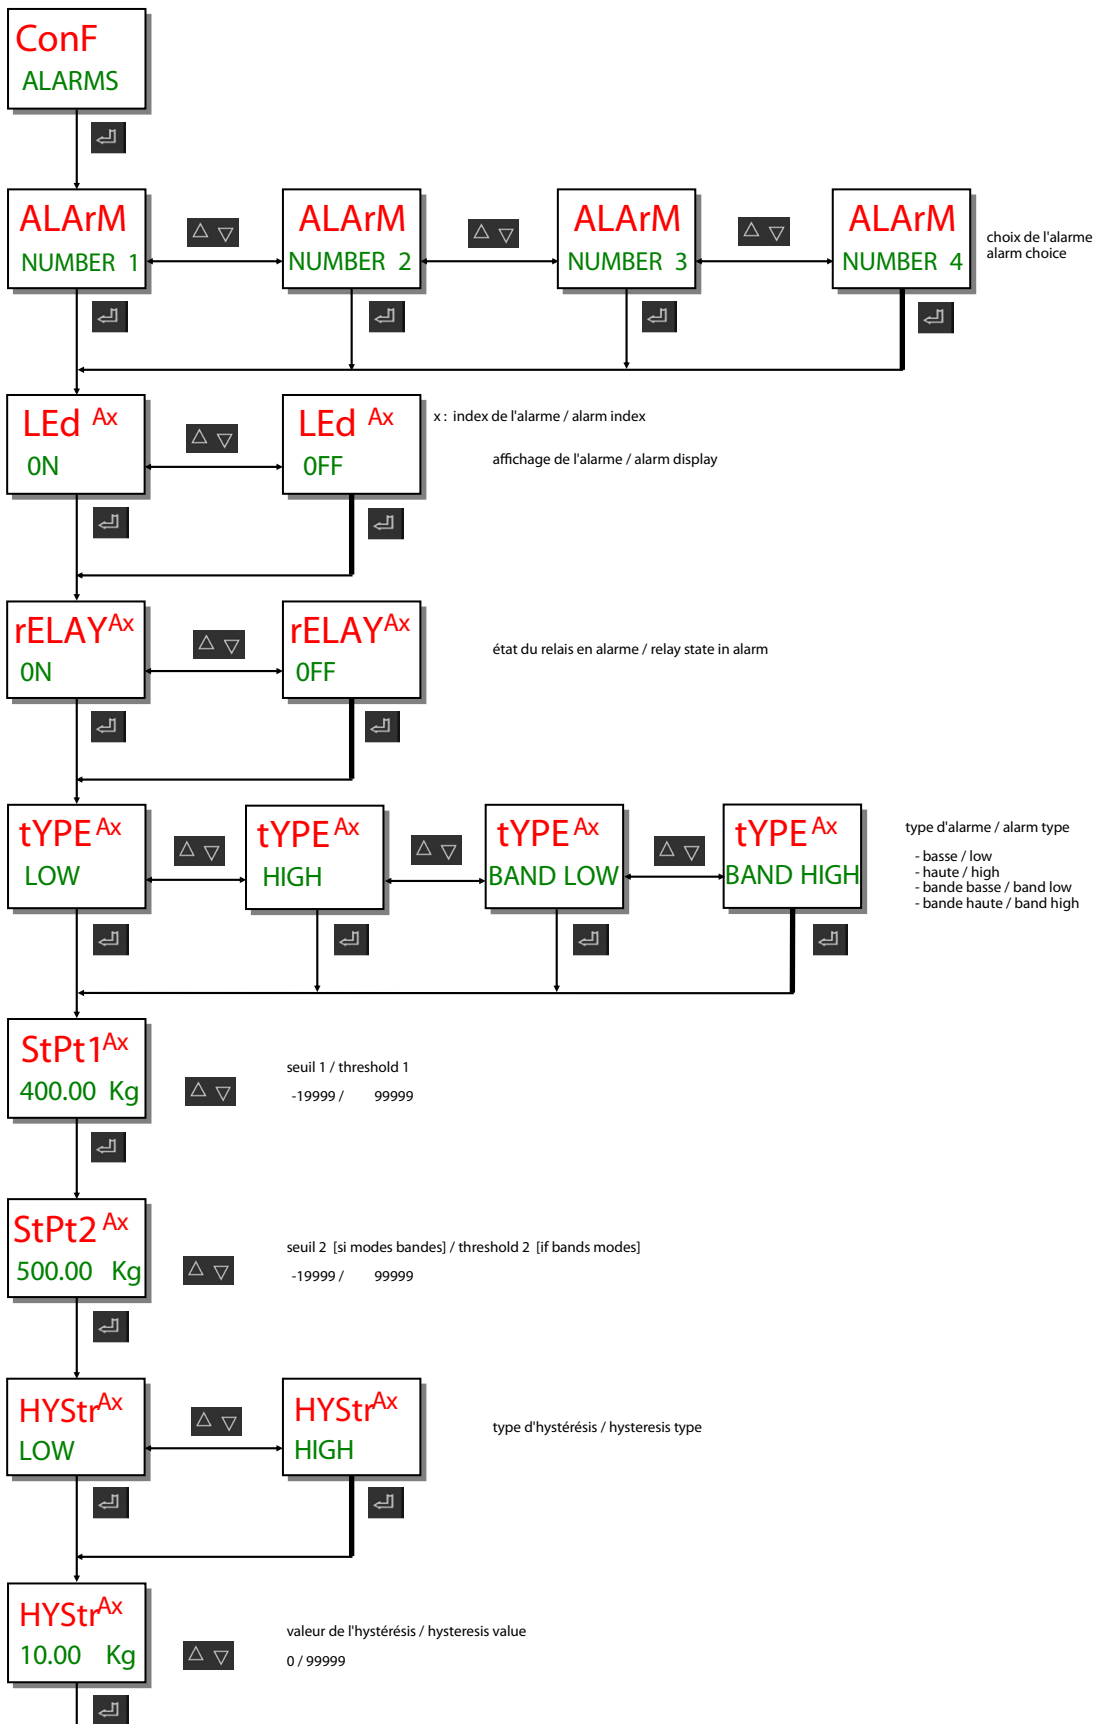 ConF
ALARMS
ALArM
NUMBER 1
ALArM
NUMBER 2
ALArM
NUMBER 3
ALArM
NUMBER 4
choix de l'alarme
alarm choice
LEd Ax
0N
LEd Ax
0FF
x : index de l'alarme / alarm index
affichage de l'alarme / alarm display
rELAY Ax
0N
rELAY Ax
0FF
état du relais en alarme / relay state in alarm
tYPE Ax
LOW
tYPE Ax
HIGH
tYPE Ax
BAND LOW
tYPE Ax
BAND HIGH
type d'alarme / alarm type
- basse / low
- haute / high
- bande basse / band low
- bande haute / band high
StPt1 Ax
400.00 Kg
seuil 1 / threshold 1
-19999 / 99999
StPt2 Ax
500.00 Kg
seuil 2 [si modes bandes] / threshold 2 [if bands modes]
-19999 / 99999
HYStr Ax
LOW
HYStr Ax
HIGH
type d'hystérésis / hysteresis type
HYStr Ax
10.00 Kg
valeur de l'hystérésis / hysteresis value
0 / 99999